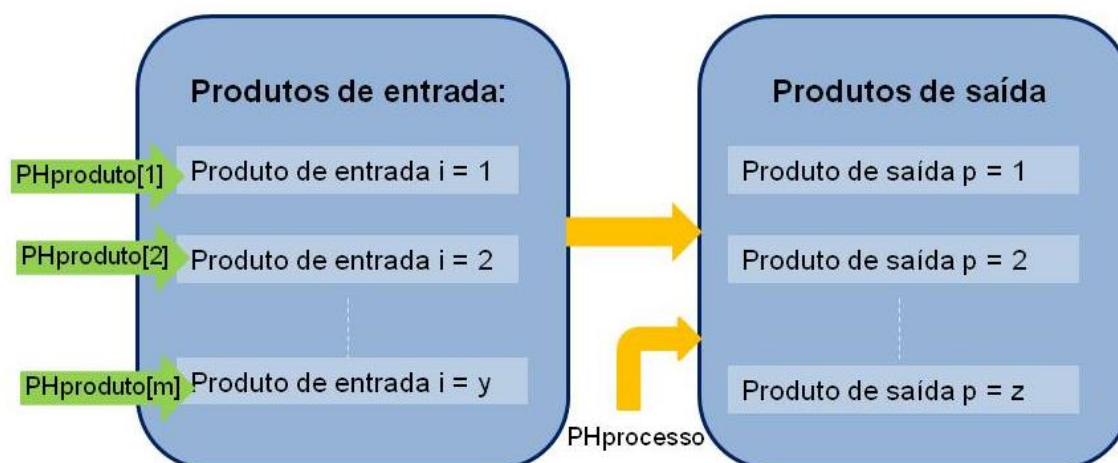 Produtos de entrada:
PHproduto[1]
Produto de entrada i = 1
PHproduto[2]
Produto de entrada i = 2
PHproduto[m]
Produto de entrada i = y
PHprocesso
Produtos de saída
Produto de saída p = 1
Produto de saída p = 2
Produto de saída p = z